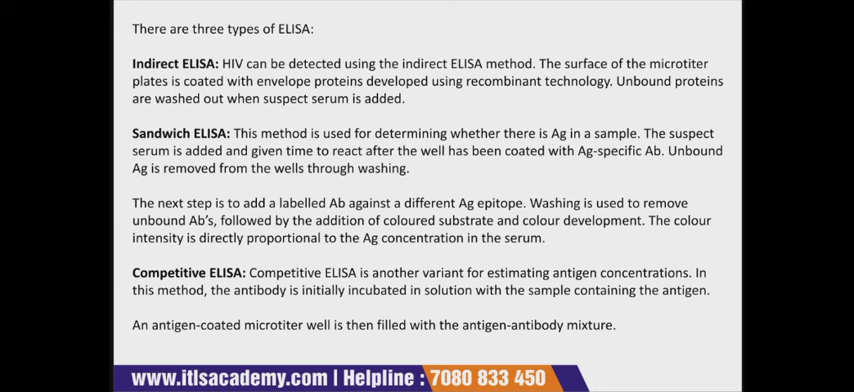 There are three types of ELISA:
Indirect ELISA: HIV can be detected using the indirect ELISA method. The surface of the microtiter
plates is coated with envelope proteins developed using recombinant technology. Unbound proteins
are washed out when suspect serum is added.
Sandwich ELISA: This method is used for determining whether there is Ag in a sample. The suspect
serum is added and given time to react after the well has been coated with Ag-specific Ab. Unbound
Ag is removed from the wells through washing.
The next step is to add a labelled Ab against a different Ag epitope. Washing is used to remove
unbound Ab's, followed by the addition of coloured substrate and colour development. The colour
intensity is directly proportional to the Ag concentration in the serum.
Competitive ELISA: Competitive ELISA is another variant for estimating antigen concentrations. In
this method, the antibody is initially incubated in solution with the sample containing the antigen.
An antigen-coated microtiter well is then filled with the antigen-antibody mixture.
www.itlsacademy.com | Helpline : 7080 833 450